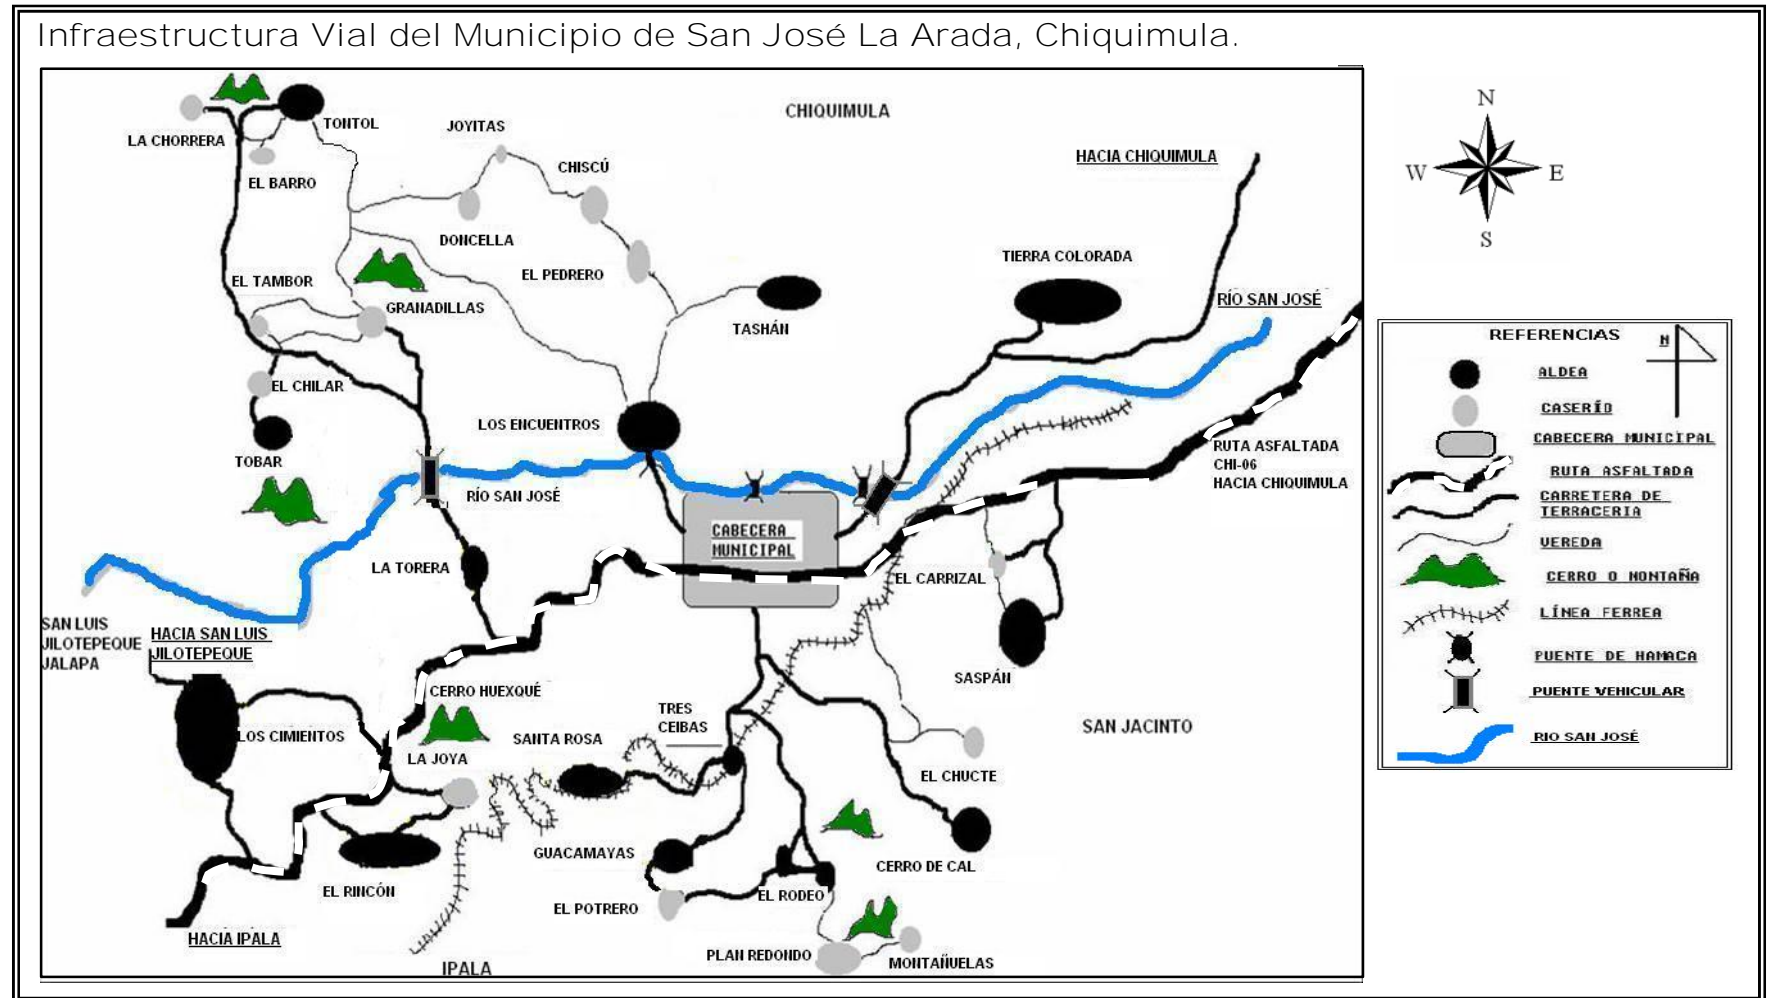 Infraestructura Vial del Municipio de San José La Arada, Chiquimula.
CHIQUIMULA
TONTOL
LA CHORRERA
JOYITAS
HACIA CHIQUIMULA
CHISCÚ
EL BARRO
DONCELLA
TIERRA COLORADA
EL PEDRERO
EL TAMBOR
GRANADILLAS
RÍO SAN JOSÉ
TASHÁN
EL CHILAR
LOS ENCUENTROS
TOBAR
RUTA ASFALTADA
CHI-06
HACIA CHIQUIMULA
RÍO SAN JOSÉ
CABECERA
MUNICIPAL
LA TORERA
EL CARRIZAL
SAN LUIS
JILOTEPEQUE
JALAPA
HACIA SAN LUIS
JILOTEPEQUE
SASPÁN
CERRO HUEXQUÉ
TRES
CEIBAS
SAN JACINTO
LOS CIMIENTOS
SANTA ROSA
LA JOYA
EL CHUCTE
GUACAMAYAS
CERRO DE CAL
EL RINCÓN
EL RODEO
EL POTRERO
HACIA IPALA
PLAN REDONDO
MONTAÑUELAS
IPALA
N
W
E
S
REFERENCIAS
N
ALDEA
CASERÍO
CABECERA MUNICIPAL
RUTA ASFALTADA
CARRETERA DE
TERRACERIA
VEREDA
CERRO O MONTAÑA
LÍNEA FERREA
PUENTE DE HAMACA
PUENTE VEHICULAR
RIO SAN JOSÉ